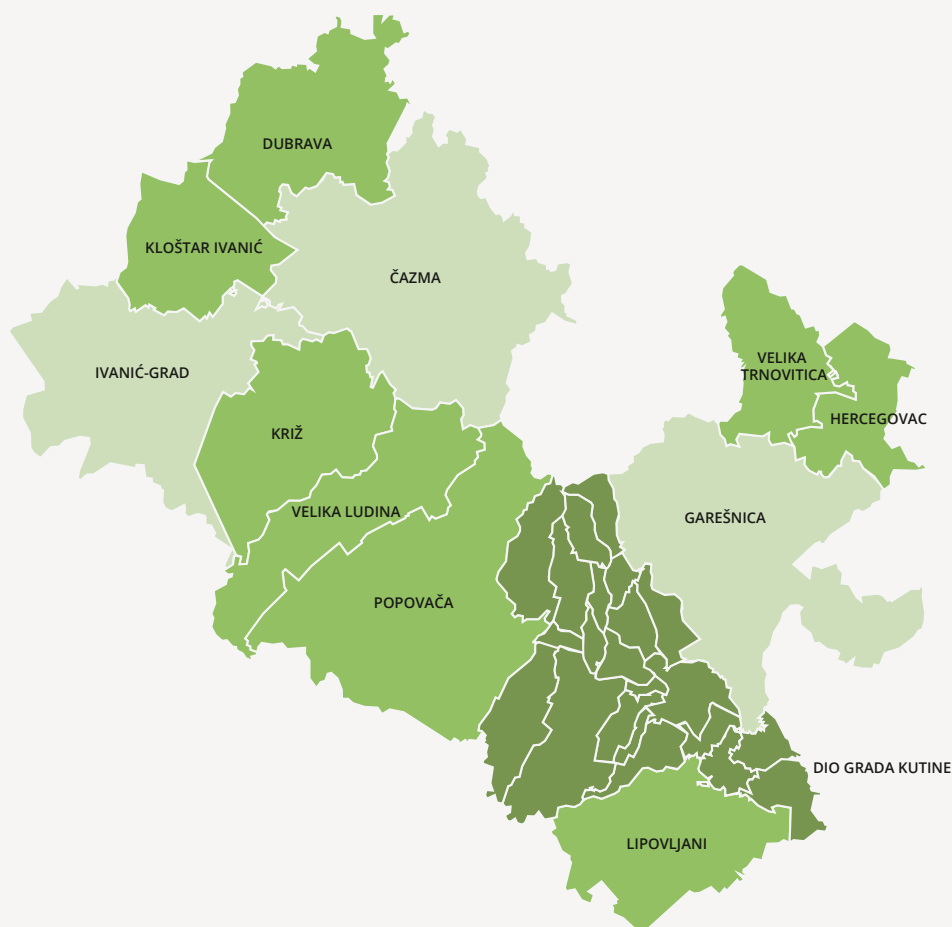 DUBRAVA
KLOŠTAR IVANIĆ
ČAZMA
IVANIĆ-GRAD
VELIKA
TRNOVITICA
HERCEGOVAC
KRIŽ
VELIKA LUDINA
GAREŠNICA
POPOVAČA
DIO GRADA KUTINE
LIPOVLJANI